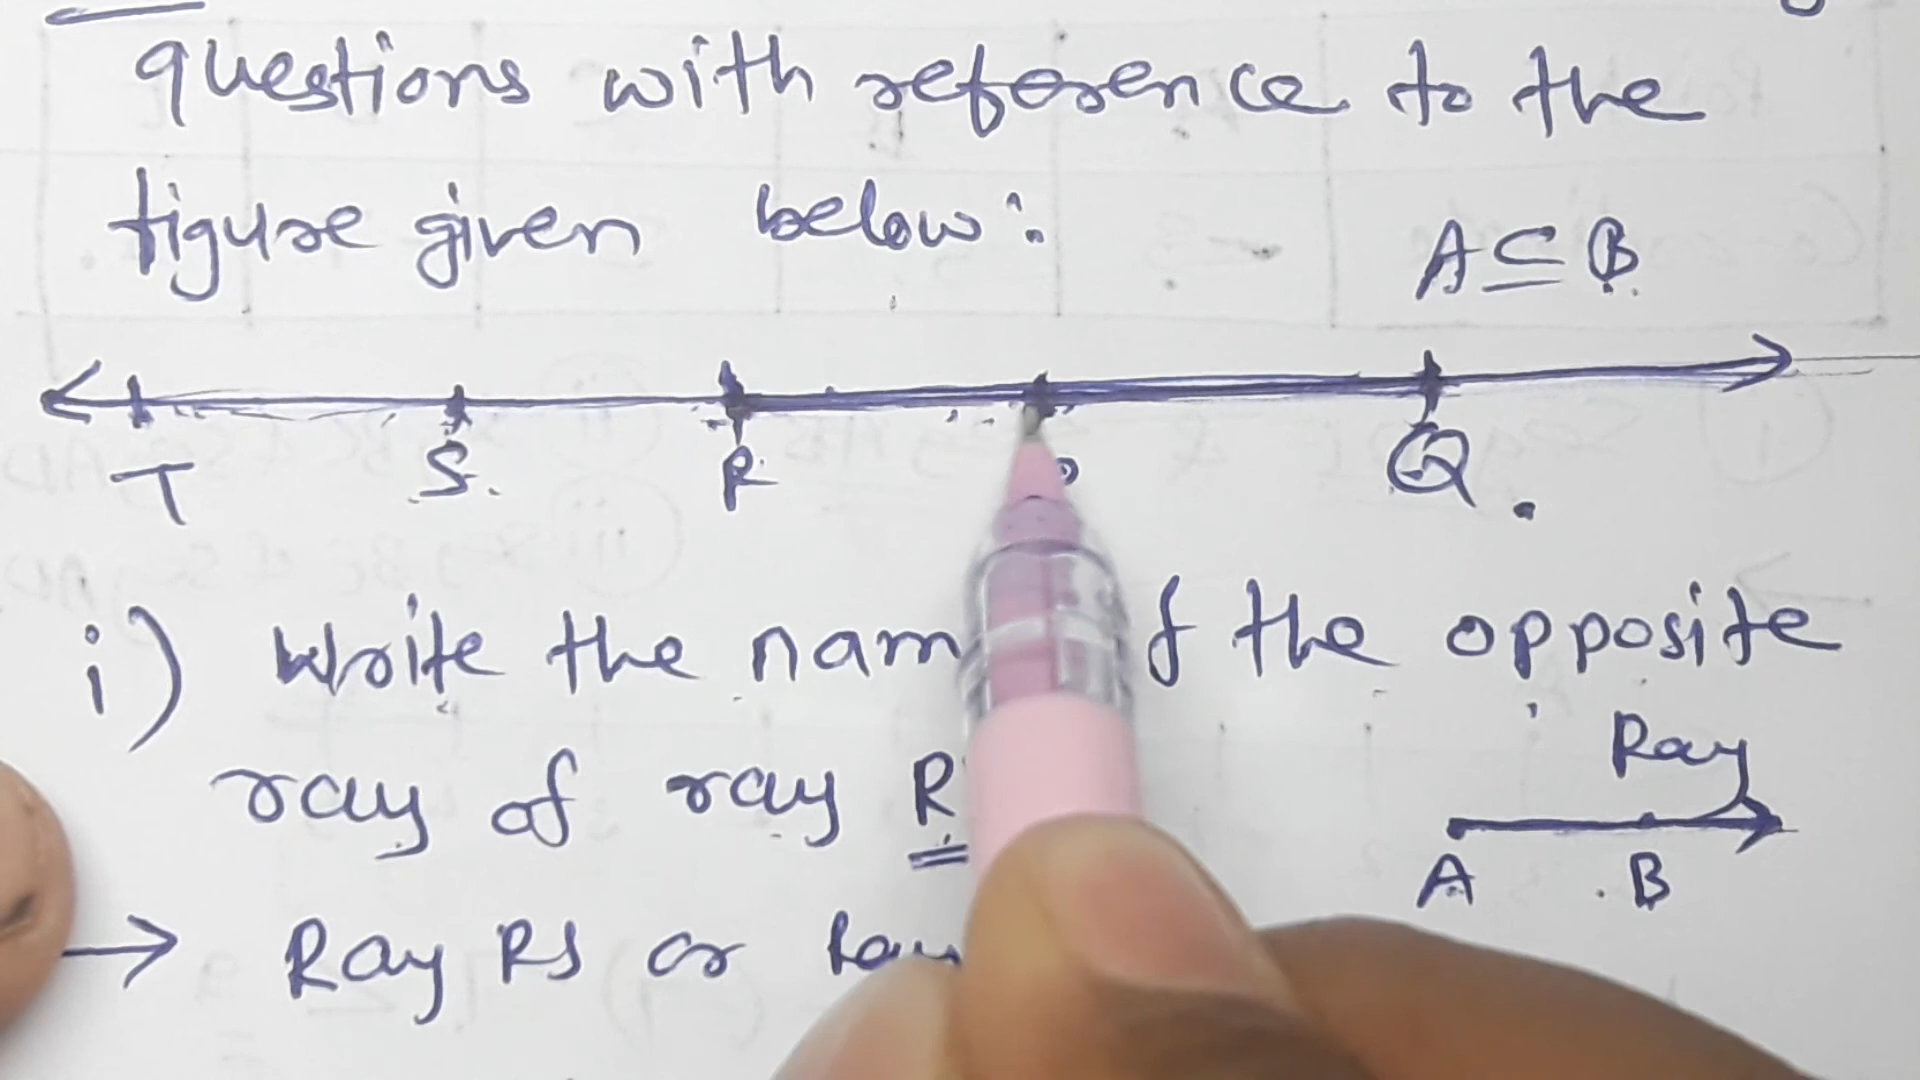 questions with reference to the
figure given below:
A ⊆ B
T S. R Q.
i) Write the nam f the opposite
ray of ray R
Ray
A B
→ Ray RS or Ray